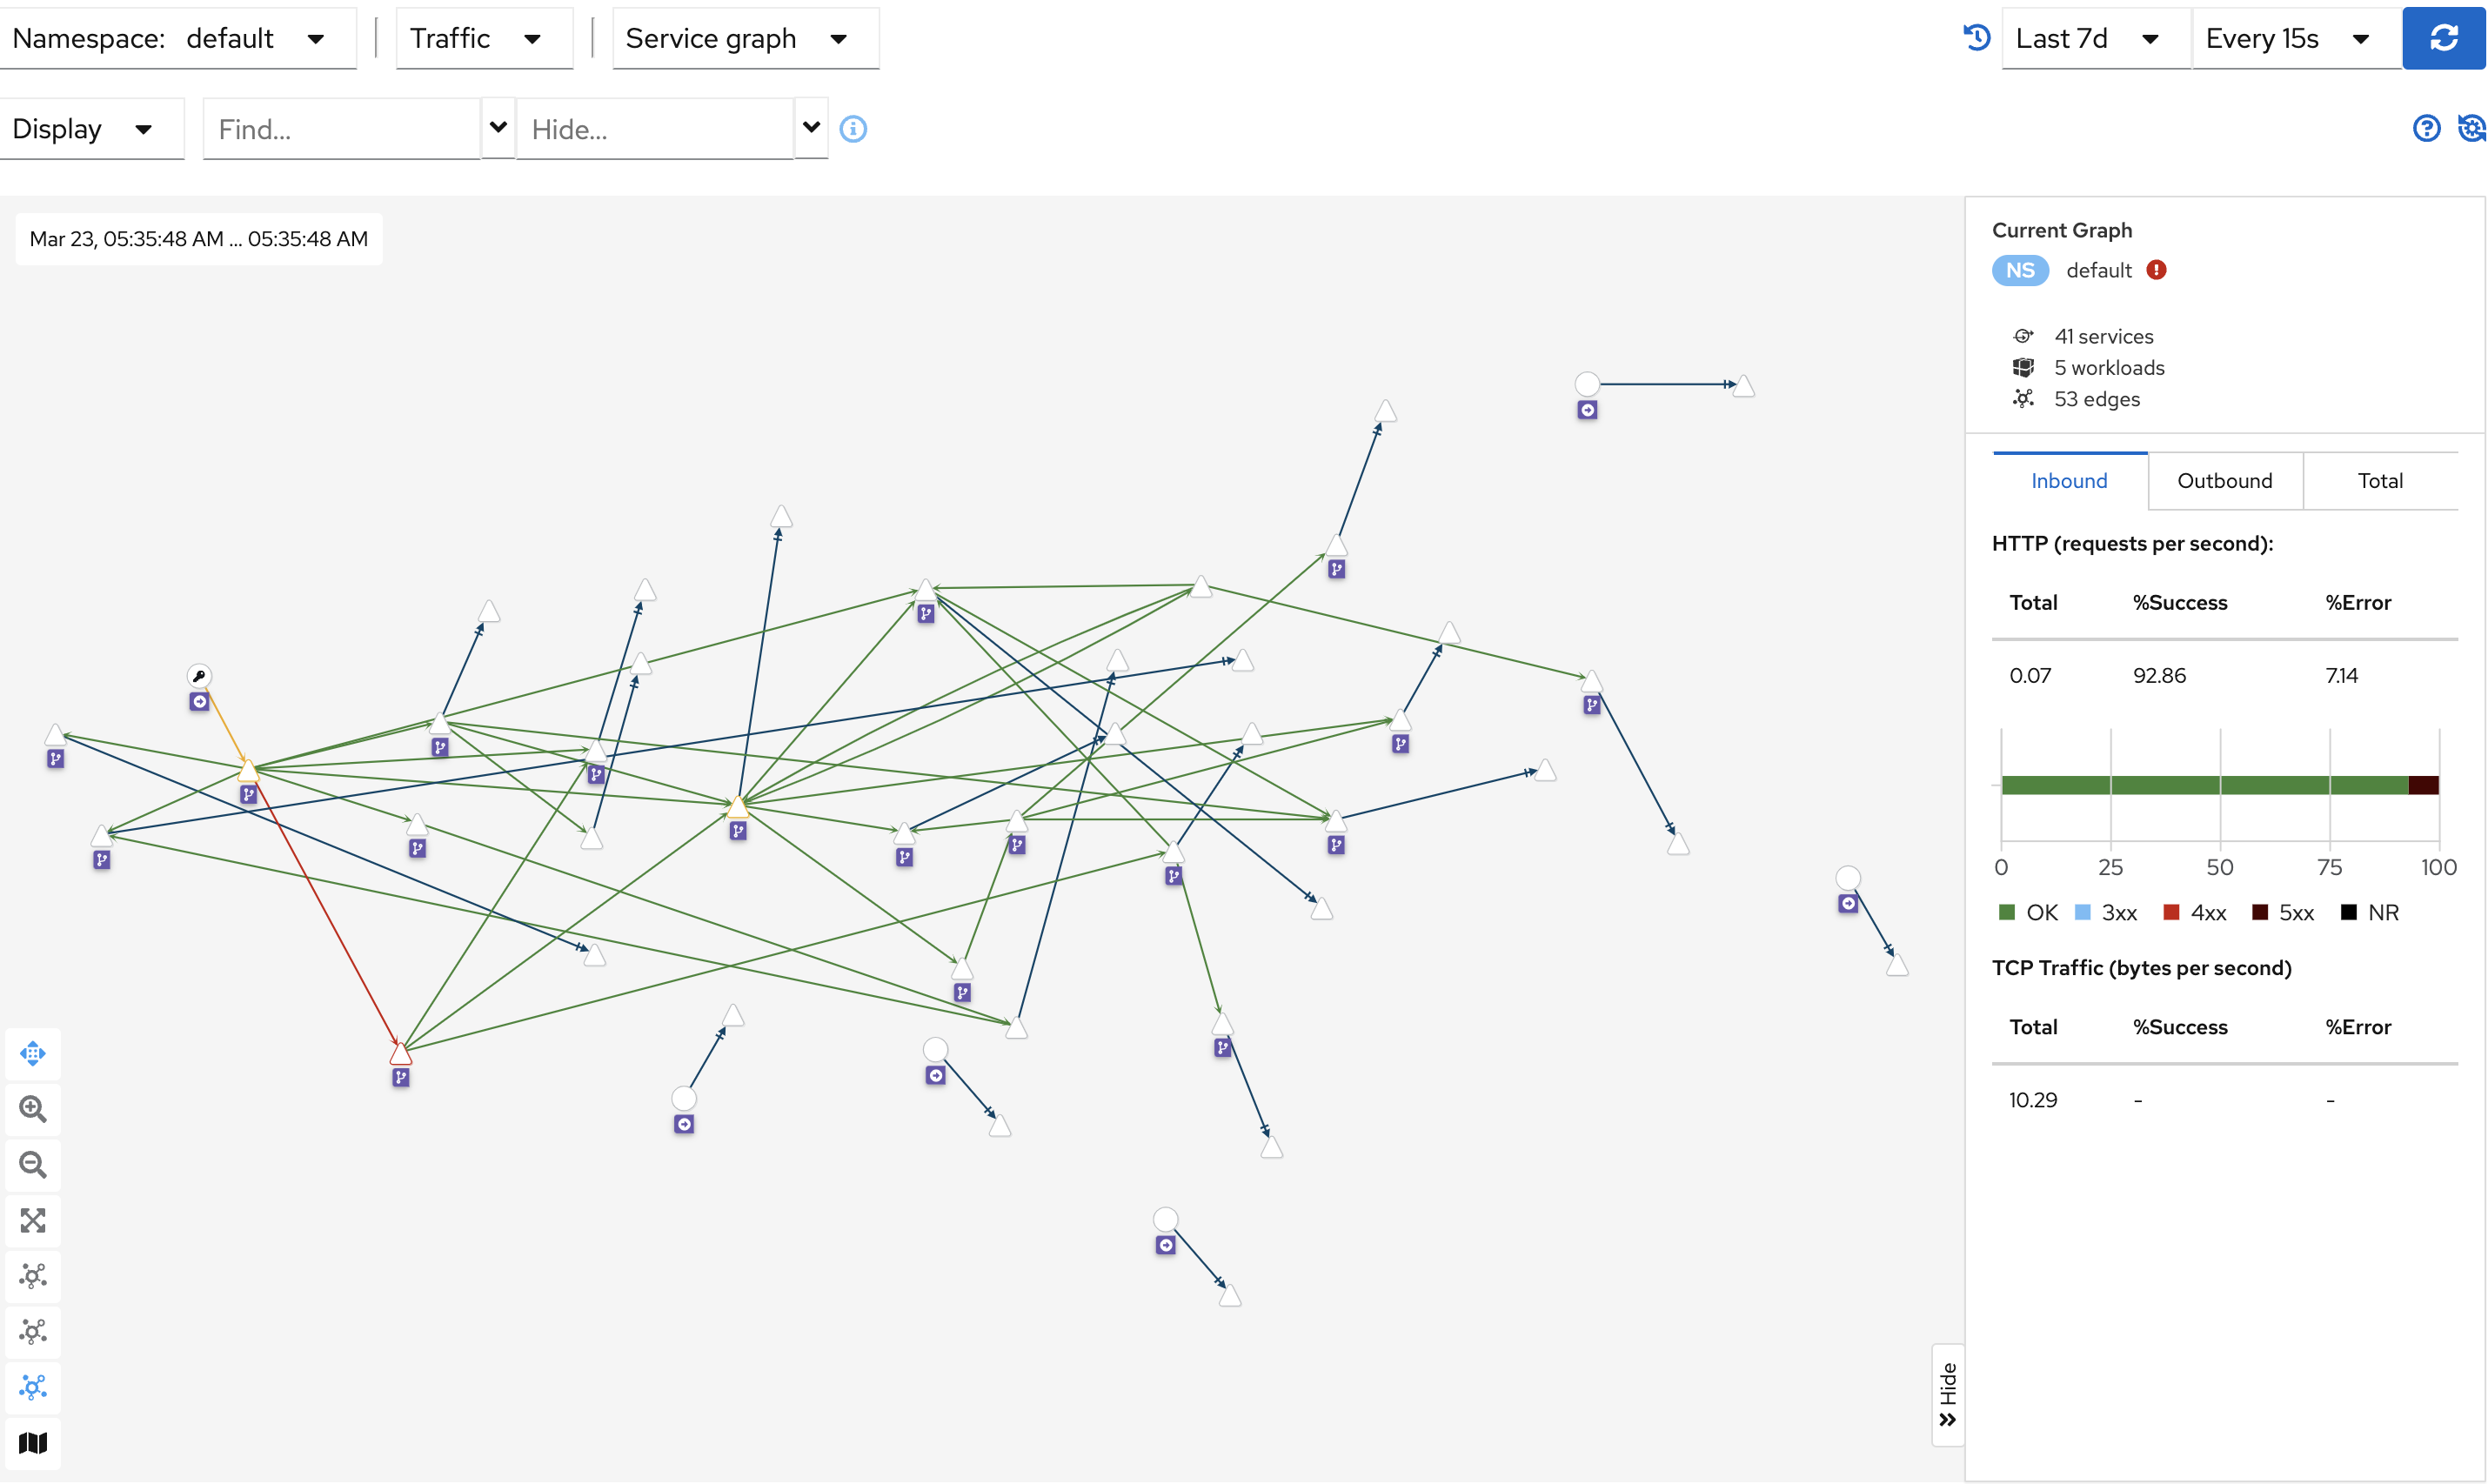 Namespace: default
Traffic
Service graph
Last 7d
Every 15s
Display
Find...
Hide...
Mar 23, 05:35:48 AM ... 05:35:48 AM
Current Graph
NS default
41 services
5 workloads
53 edges
Inbound
Outbound
Total
HTTP (requests per second):
Total %Success %Error
0.07 92.86 7.14
0 25 50 75 100
OK 3xx 4xx 5xx NR
TCP Traffic (bytes per second)
Total %Success %Error
10.29 - -
Hide